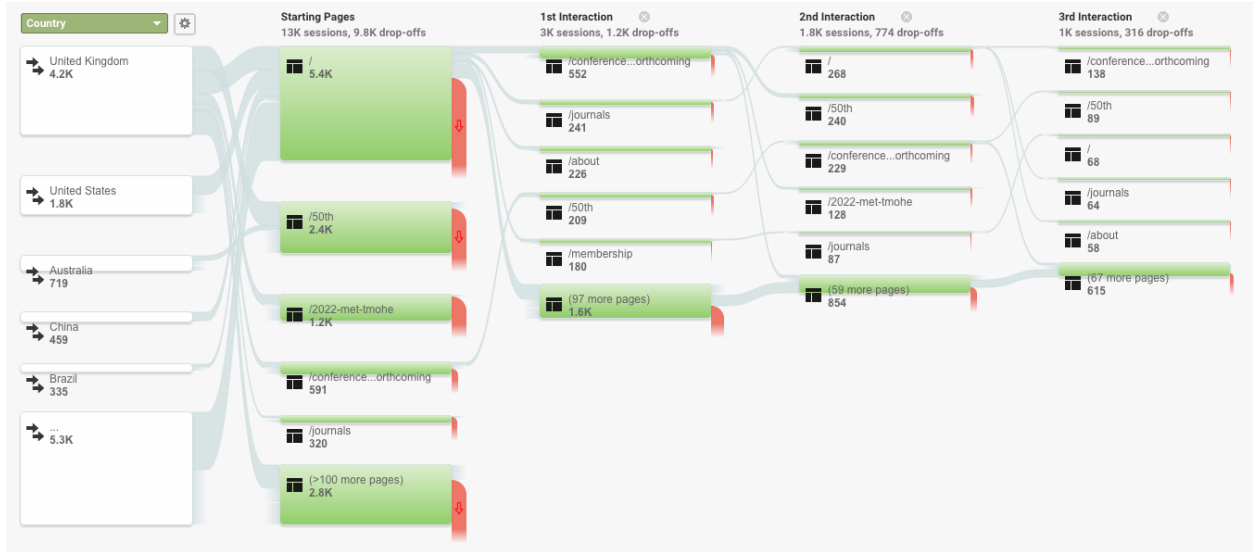 Country
United Kingdom
4.2K
United States
1.8K
Australia
719
China
459
Brazil
335
...
5.3K
Starting Pages
13K sessions, 9.8K drop-offs
/
5.4K
/50th
2.4K
/2022-met-tmohe
1.2K
/conference...orthcoming
591
/journals
320
(>100 more pages)
2.8K
1st Interaction
3K sessions, 1.2K drop-offs
/conference...orthcoming
552
/journals
241
/about
226
/50th
209
/membership
180
(97 more pages)
1.6K
2nd Interaction
1.8K sessions, 774 drop-offs
/
268
/50th
240
/conference...orthcoming
229
/2022-met-tmohe
128
/journals
87
(59 more pages)
854
3rd Interaction
1K sessions, 316 drop-offs
/conference...orthcoming
138
/50th
89
/
68
/journals
64
/about
58
(67 more pages)
615